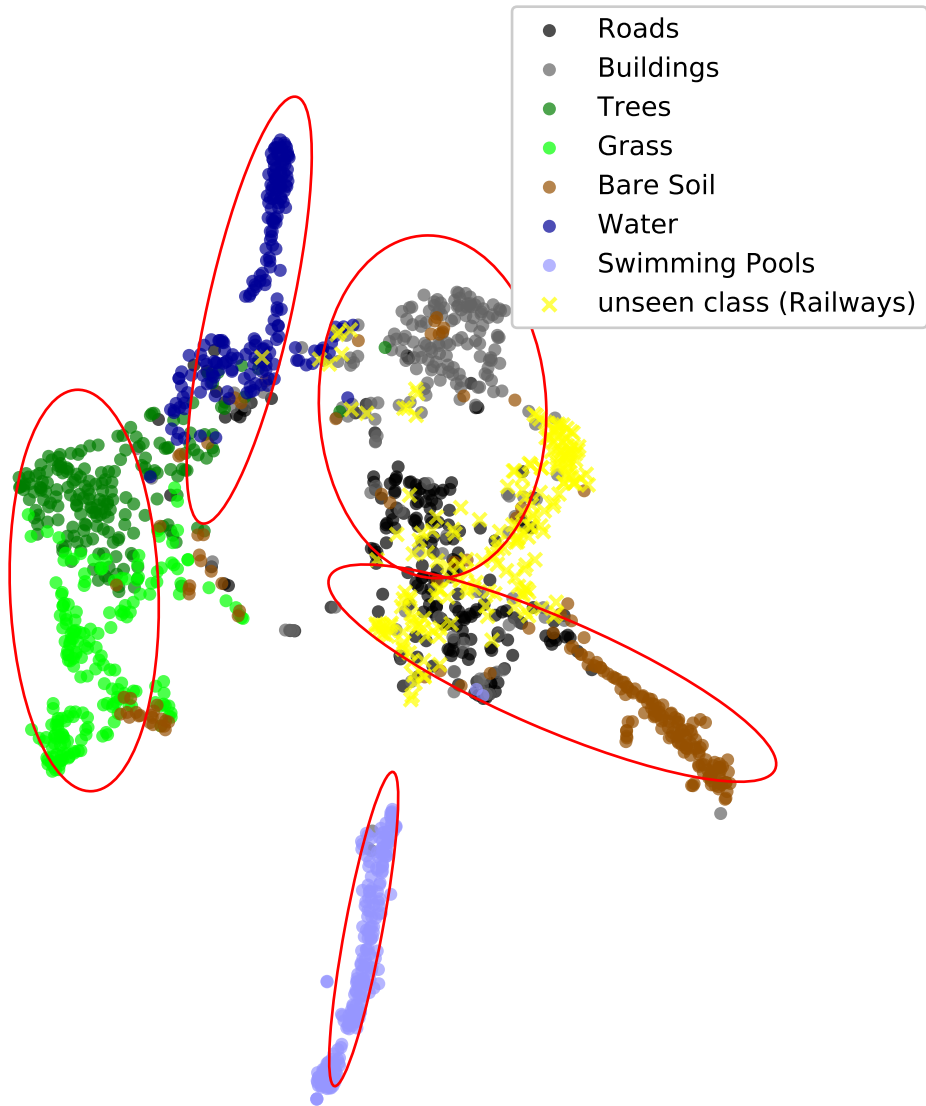 Roads
Buildings
Trees
Grass
Bare Soil
Water
Swimming Pools
unseen class (Railways)